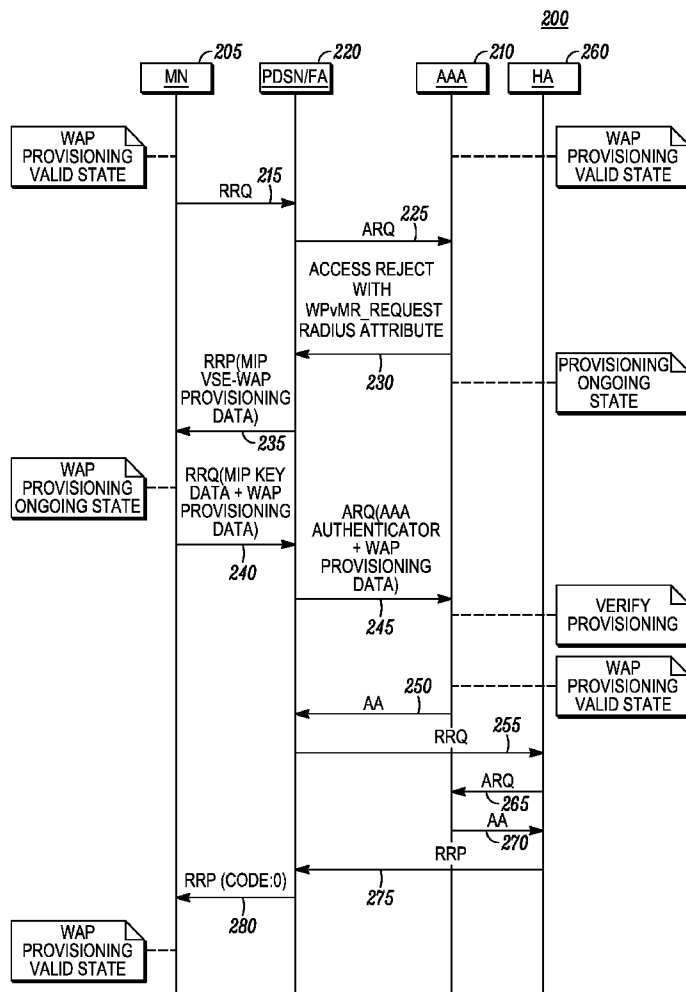 200
205
220
210
260
MN
PDSN/FA
AAA
HA
WAP
PROVISIONING
VALID STATE
WAP
PROVISIONING
VALID STATE
RRQ
215
ARQ
225
ACCESS REJECT
WITH
WPvMR_REQUEST
RADIUS ATTRIBUTE
230
PROVISIONING
ONGOING
STATE
RRP(MIP
VSE-WAP
PROVISIONING
DATA)
235
WAP
PROVISIONING
ONGOING STATE
RRQ(MIP KEY
DATA + WAP
PROVISIONING
DATA)
240
ARQ(AAA
AUTHENTICATOR
+ WAP
PROVISIONING
DATA)
245
VERIFY
PROVISIONING
WAP
PROVISIONING
VALID STATE
AA
250
RRQ
255
ARQ
265
AA
270
RRP
275
RRP (CODE:0)
280
WAP
PROVISIONING
VALID STATE